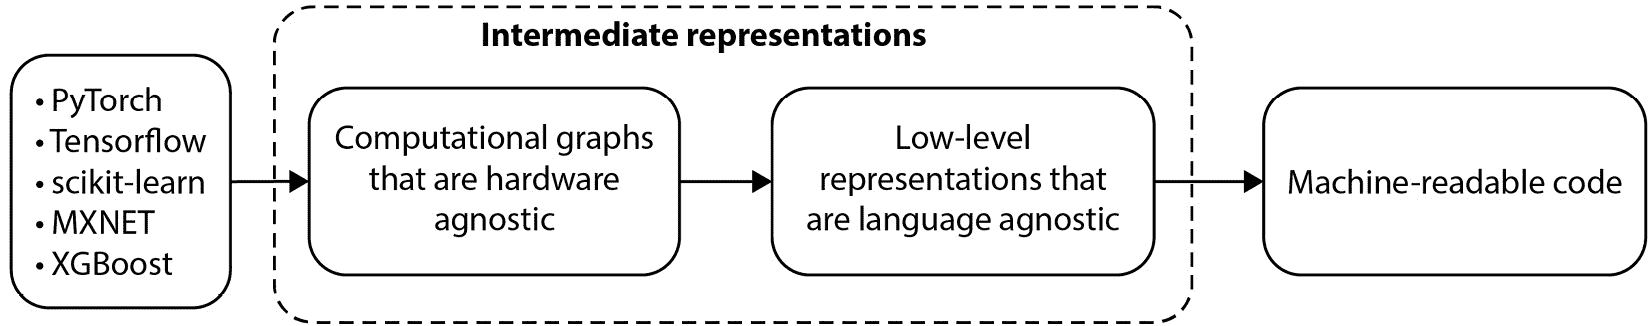 Intermediate representations
• PyTorch
• Tensorflow
• scikit-learn
• MXNET
• XGBoost
Computational graphs
that are hardware
agnostic
Low-level
representations that
are language agnostic
Machine-readable code